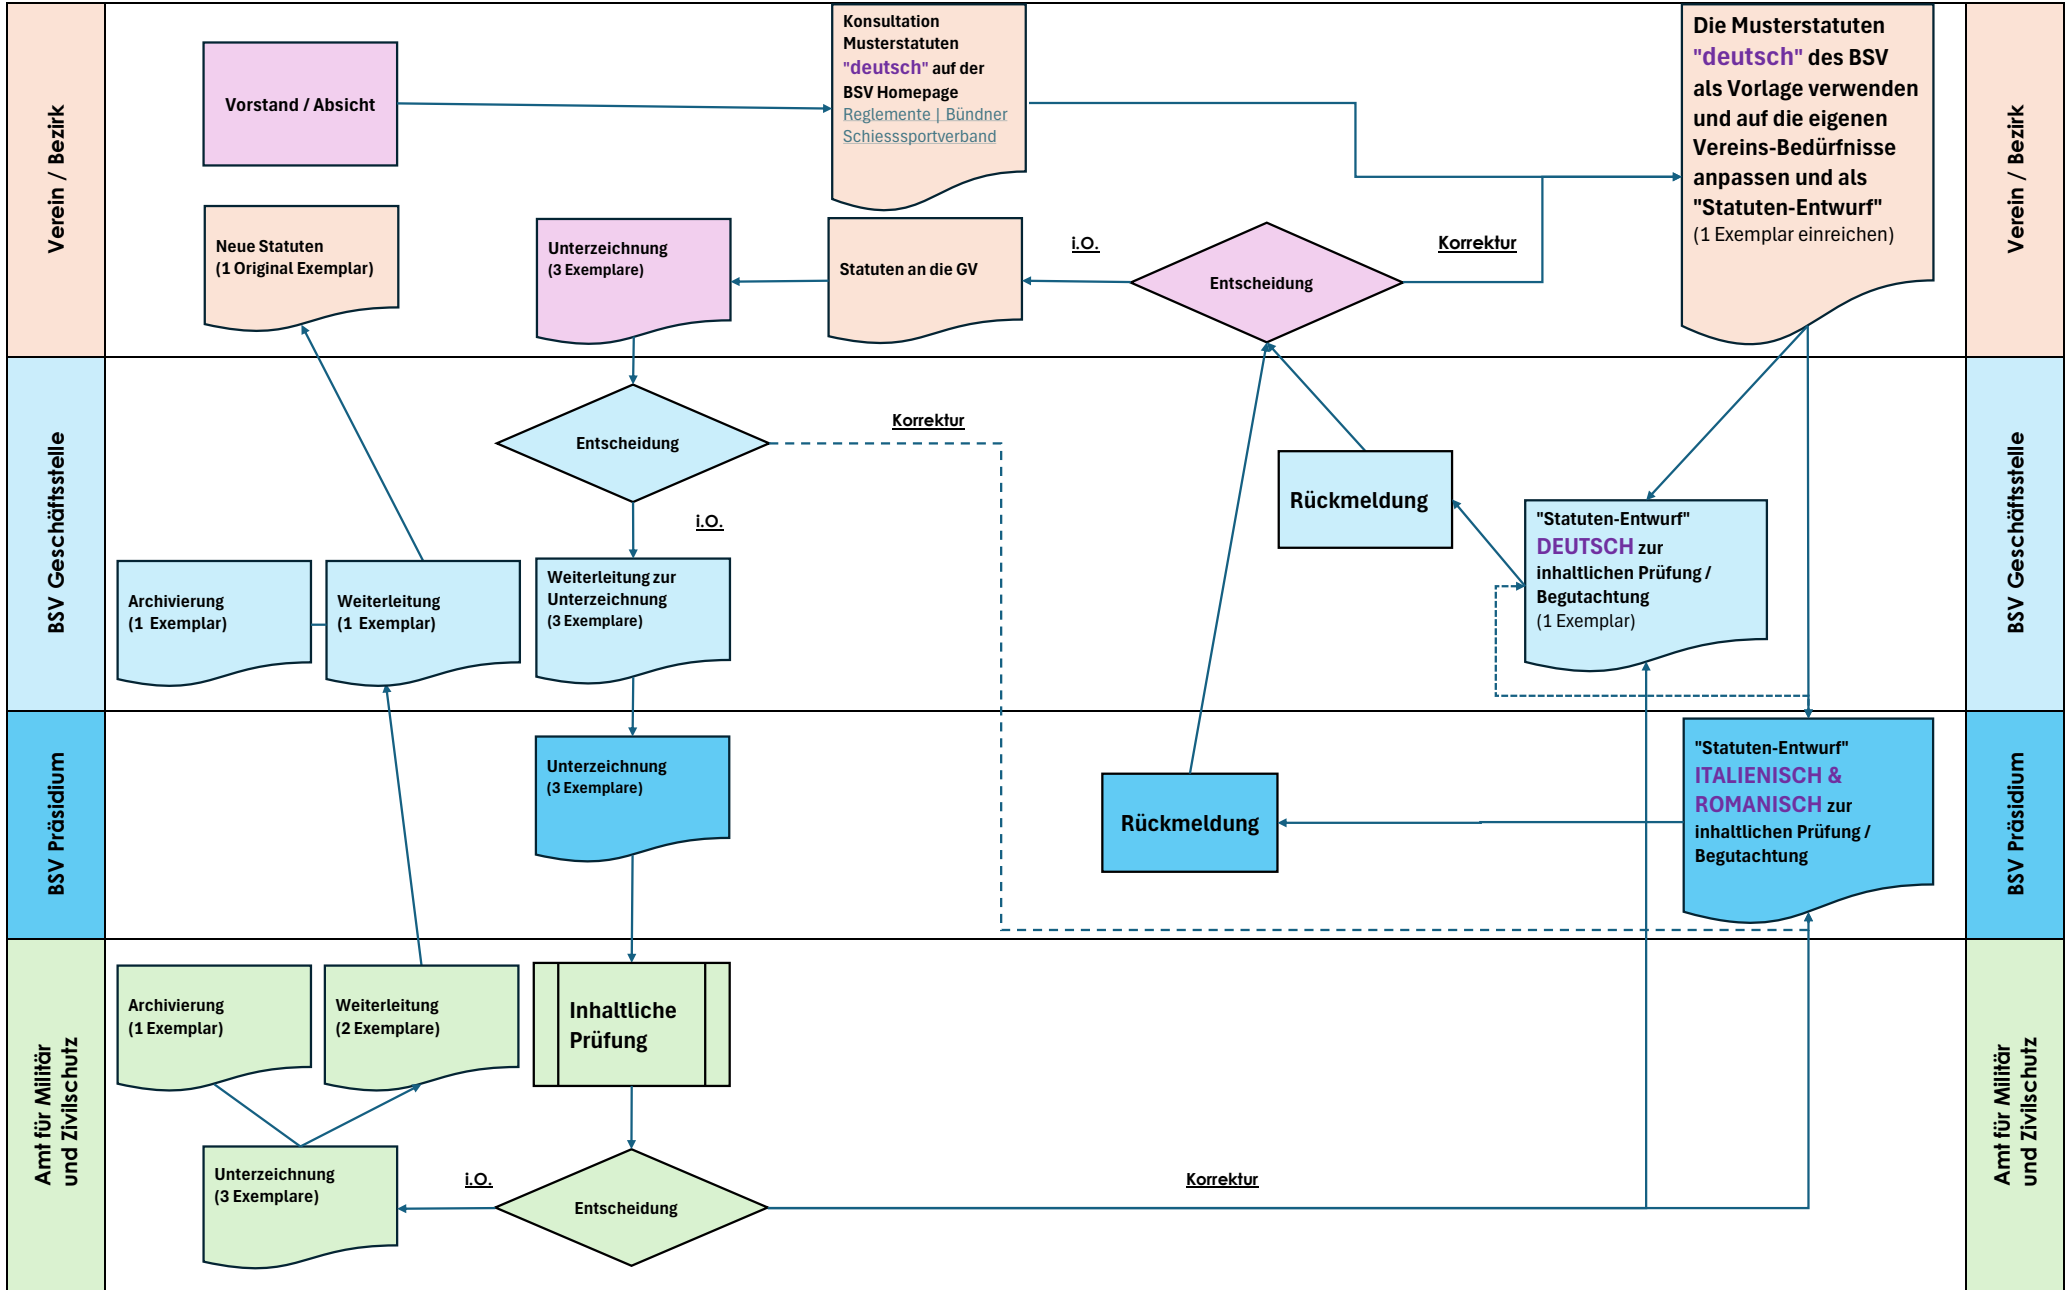 Verein / Bezirk
Vorstand / Absicht
Konsultation
Musterstatuten
"deutsch" auf der
BSV Homepage
Reglemente | Bündner
Schiesssportverband
Die Musterstatuten
"deutsch" des BSV
als Vorlage verwenden
und auf die eigenen
Vereins-Bedürfnisse
anpassen und als
"Statuten-Entwurf"
(1 Exemplar einreichen)
Verein / Bezirk
Neue Statuten
(1 Original Exemplar)
Unterzeichnung
(3 Exemplare)
Statuten an die GV
i.O.
Entscheidung
Korrektur
BSV Geschäftsstelle
Entscheidung
Korrektur
i.O.
Rückmeldung
"Statuten-Entwurf"
DEUTSCH zur
inhaltlichen Prüfung /
Begutachtung
(1 Exemplar)
BSV Geschäftsstelle
Archivierung
(1 Exemplar)
Weiterleitung
(1 Exemplar)
Weiterleitung zur
Unterzeichnung
(3 Exemplare)
BSV Präsidium
Unterzeichnung
(3 Exemplare)
Rückmeldung
"Statuten-Entwurf"
ITALIENISCH &
ROMANISCH zur
inhaltlichen Prüfung /
Begutachtung
BSV Präsidium
Amt für Militär
und Zivilschutz
Archivierung
(1 Exemplar)
Weiterleitung
(2 Exemplare)
Inhaltliche
Prüfung
Unterzeichnung
(3 Exemplare)
i.O.
Entscheidung
Korrektur
Amt für Militär
und Zivilschutz